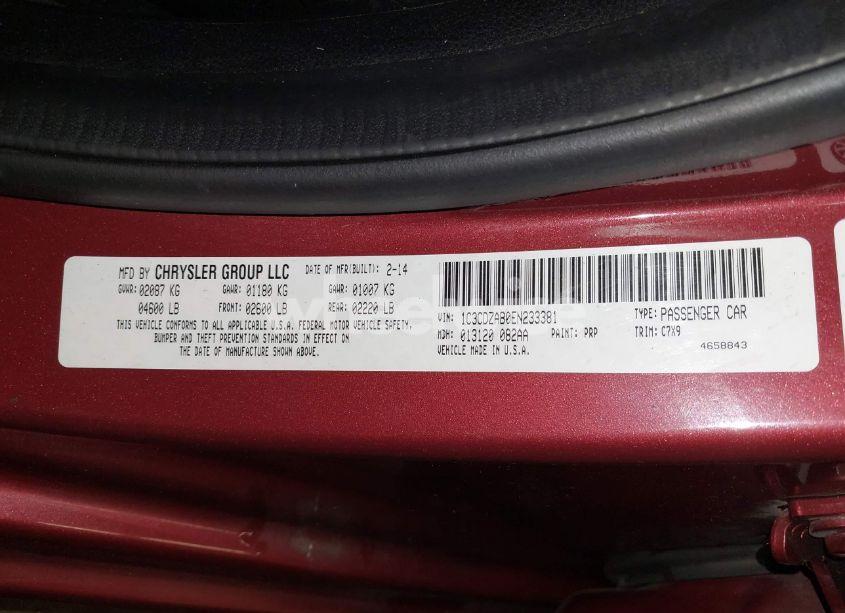 MFD BY CHRYSLER GROUP LLC DATE OF MFR(BUILT): 2-14
GVWR: 02087 KG GAWR: 01180 KG GAWR: 01007 KG
04600 LB FRONT: 02600 LB REAR: 02220 LB
THIS VEHICLE CONFORMS TO ALL APPLICABLE U.S.A. FEDERAL MOTOR VEHICLE SAFETY,
BUMPER AND THEFT PREVENTION STANDARDS IN EFFECT ON
THE DATE OF MANUFACTURE SHOWN ABOVE.
VIN: 1C3CDZAB0EN233381 TYPE: PASSENGER CAR
MDH: 013120 082AA PAINT: PRP TRIM: C7X9
VEHICLE MADE IN U.S.A. 4658843